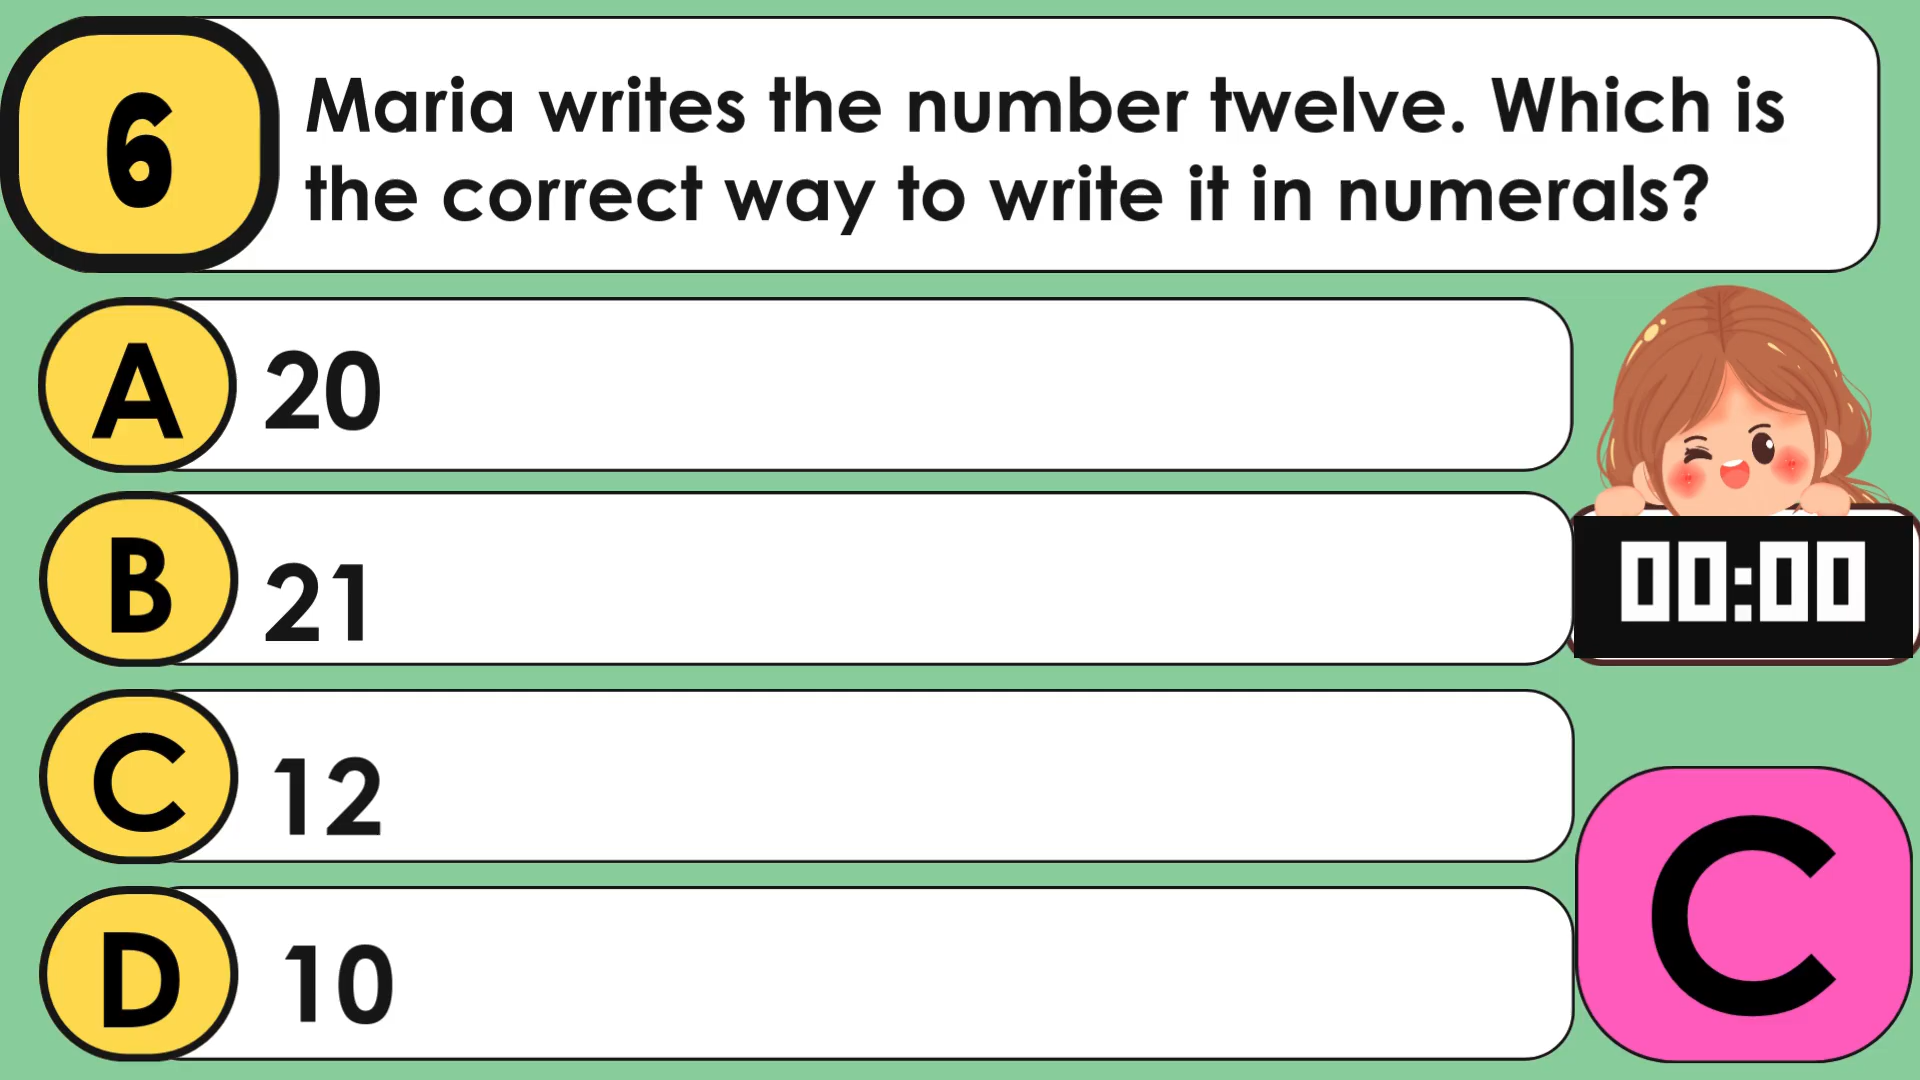 6
Maria writes the number twelve. Which is
the correct way to write it in numerals?
A 20
B 21
00:00
C 12
C
D 10